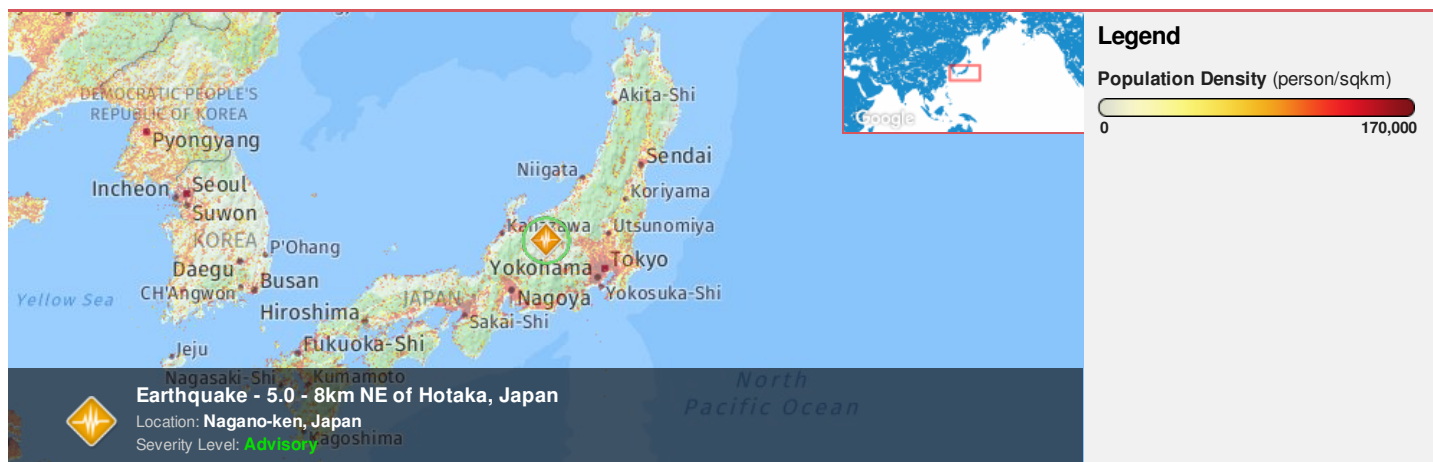 DEMOCRATIC PEOPLE'S
REPUBLIC OF KOREA
Pyongyang
Incheon
Seoul
Suwon
KOREA
P'Ohang
Daegu
CH'Angwon
Busan
Yellow Sea
Hiroshima
Jeju
Fukuoka-Shi
Nagasaki-Shi
Kumamoto
Kagoshima
Akita-Shi
Sendai
Niigata
Koriyama
Kanazawa
Utsunomiya
Tokyo
Yokohama
Nagoya
Yokosuka-Shi
JAPAN
Sakai-Shi
North
Pacific Ocean
Google
Earthquake - 5.0 - 8km NE of Hotaka, Japan
Location: Nagano-ken, Japan
Severity Level: Advisory
Legend
Population Density (person/sqkm)
0 170,000